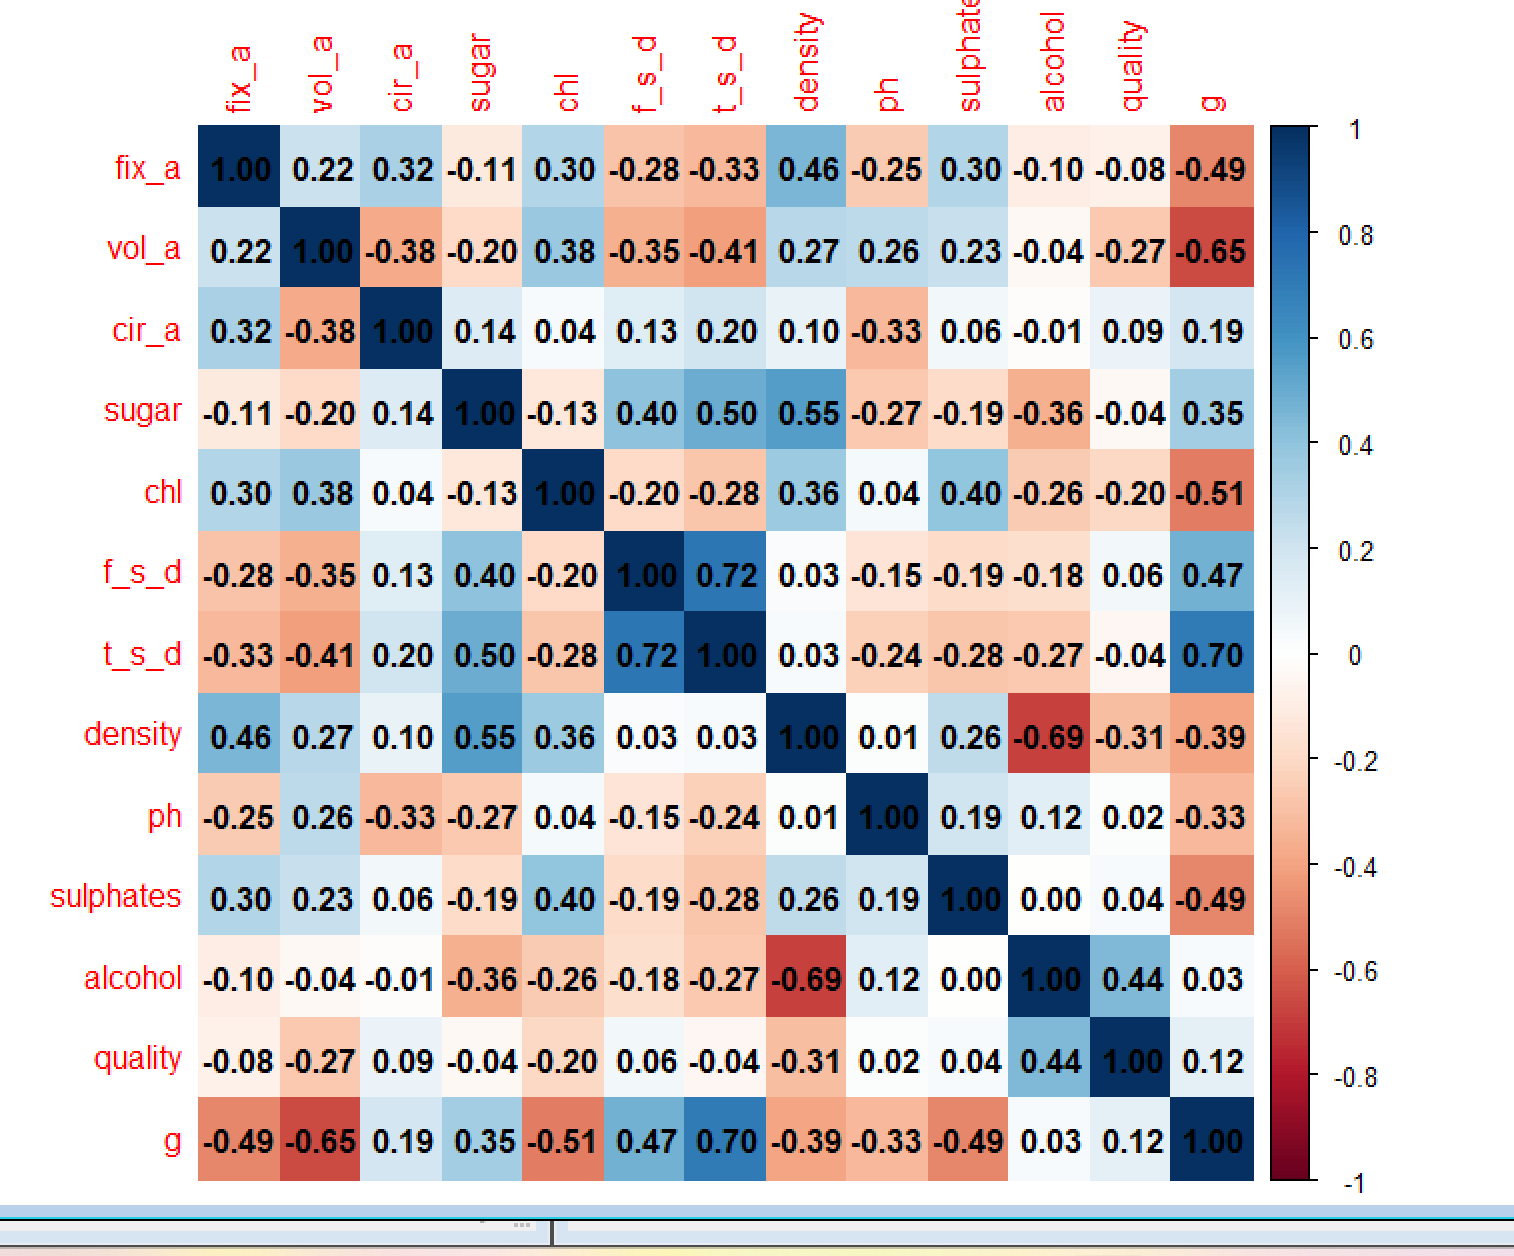 fix_a vol_a cir_a sugar chl f_s_d t_s_d density ph sulphate alcohol quality g
fix_a 1.00 0.22 0.32 -0.11 0.30 -0.28 -0.33 0.46 -0.25 0.30 -0.10 -0.08 -0.49
vol_a 0.22 1.00 -0.38 -0.20 0.38 -0.35 -0.41 0.27 0.26 0.23 -0.04 -0.27 -0.65
cir_a 0.32 -0.38 1.00 0.14 0.04 0.13 0.20 0.10 -0.33 0.06 -0.01 0.09 0.19
sugar -0.11 -0.20 0.14 1.00 -0.13 0.40 0.50 0.55 -0.27 -0.19 -0.36 -0.04 0.35
chl 0.30 0.38 0.04 -0.13 1.00 -0.20 -0.28 0.36 0.04 0.40 -0.26 -0.20 -0.51
f_s_d -0.28 -0.35 0.13 0.40 -0.20 1.00 0.72 0.03 -0.15 -0.19 -0.18 0.06 0.47
t_s_d -0.33 -0.41 0.20 0.50 -0.28 0.72 1.00 0.03 -0.24 -0.28 -0.27 -0.04 0.70
density 0.46 0.27 0.10 0.55 0.36 0.03 0.03 1.00 0.01 0.26 -0.69 -0.31 -0.39
ph -0.25 0.26 -0.33 -0.27 0.04 -0.15 -0.24 0.01 1.00 0.19 0.12 0.02 -0.33
sulphates 0.30 0.23 0.06 -0.19 0.40 -0.19 -0.28 0.26 0.19 1.00 0.00 0.04 -0.49
alcohol -0.10 -0.04 -0.01 -0.36 -0.26 -0.18 -0.27 -0.69 0.12 0.00 1.00 0.44 0.03
quality -0.08 -0.27 0.09 -0.04 -0.20 0.06 -0.04 -0.31 0.02 0.04 0.44 1.00 0.12
g -0.49 -0.65 0.19 0.35 -0.51 0.47 0.70 -0.39 -0.33 -0.49 0.03 0.12 1.00
1
0.8
0.6
0.4
0.2
0
-0.2
-0.4
-0.6
-0.8
-1